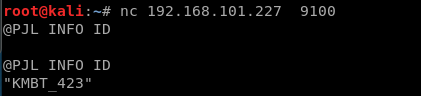 root@kali:~# nc 192.168.101.227  9100
@PJL INFO ID
@PJL INFO ID
"KMBT_423"